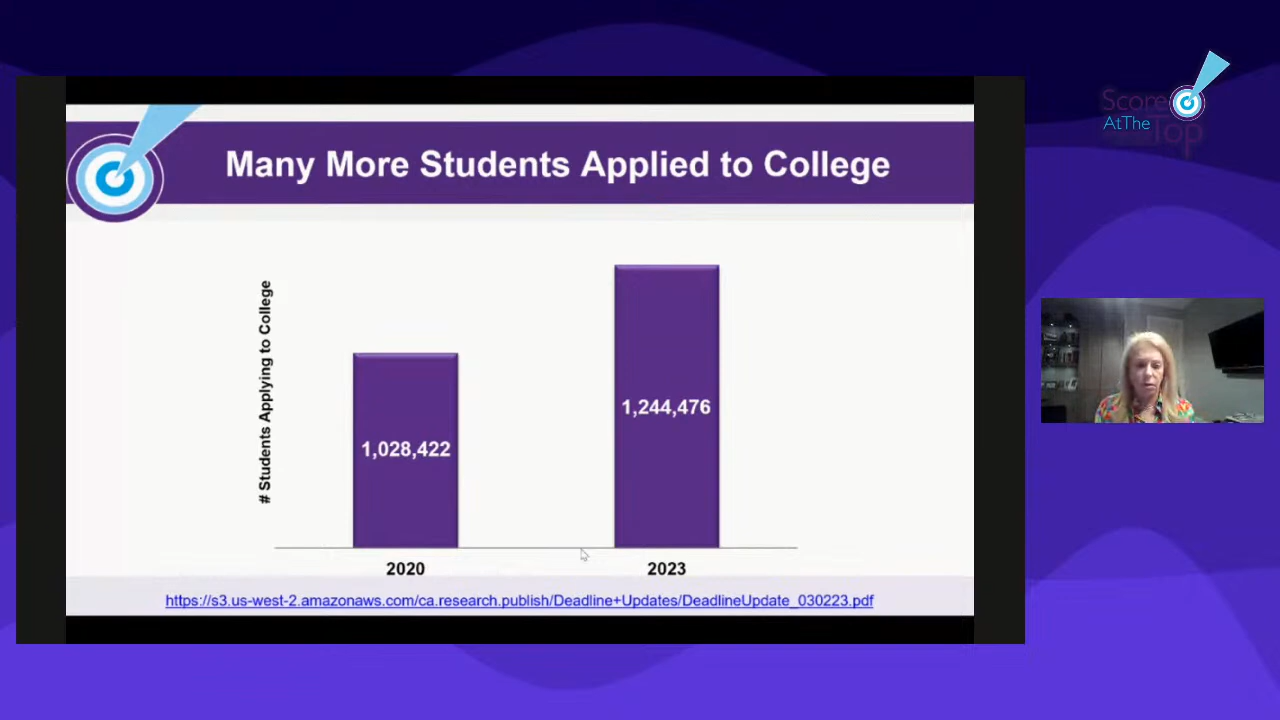 Score
AtThe
Top
Many More Students Applied to College
# Students Applying to College
1,028,422
1,244,476
2020
2023
https://s3.us-west-2.amazonaws.com/ca.research.publish/Deadline+Updates/DeadlineUpdate_030223.pdf